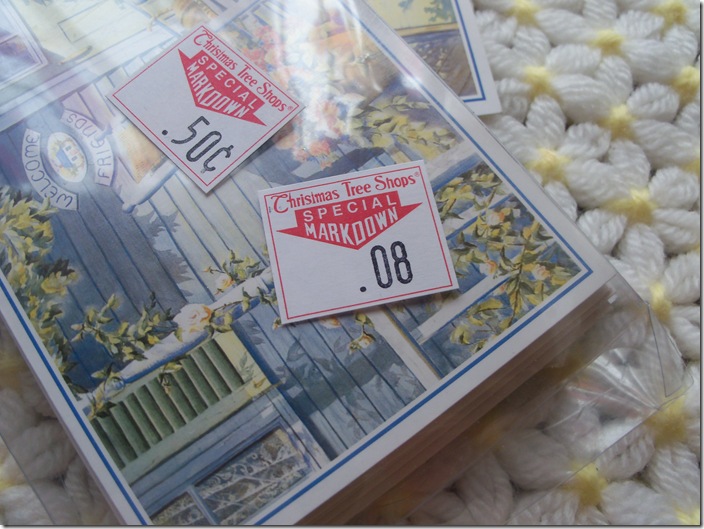 Christmas Tree Shops®
SPECIAL
MARKDOWN
.50¢
WELCOME
FRIENDS
Christmas Tree Shops®
SPECIAL
MARKDOWN
.08